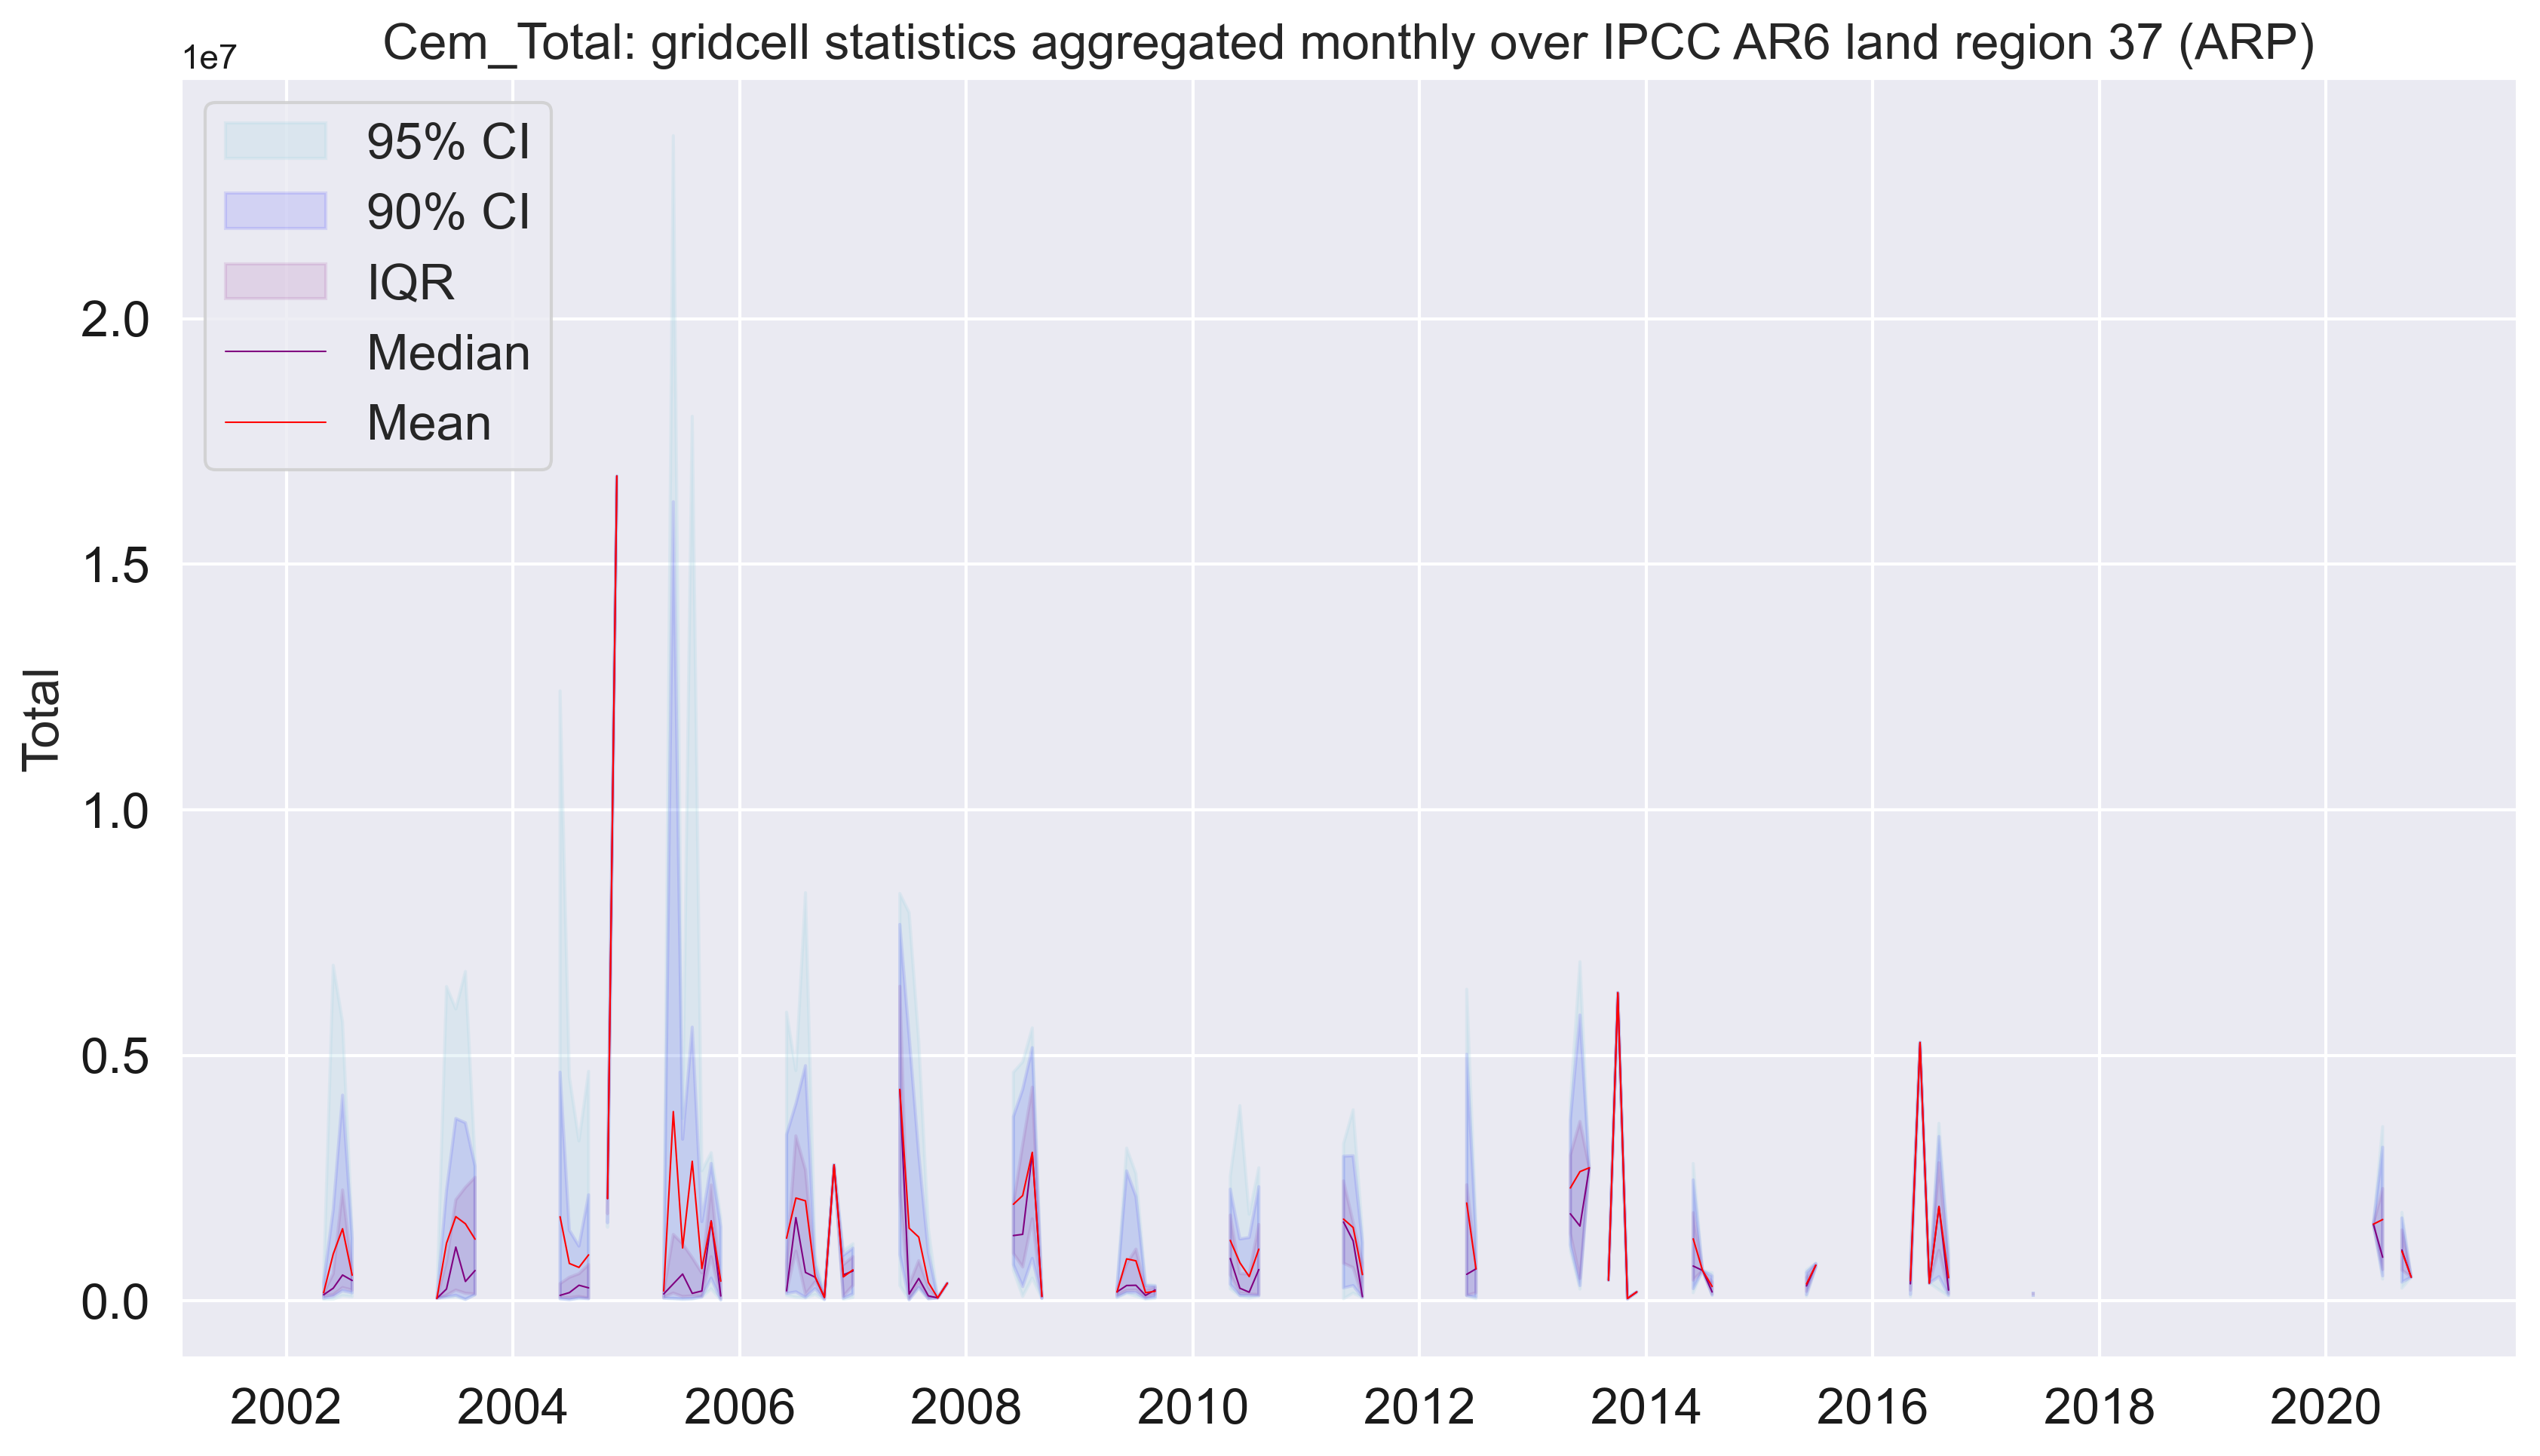 Cem_Total: gridcell statistics aggregated monthly over IPCC AR6 land region 37 (ARP)
1e7
95% CI
90% CI
IQR
Median
Mean
2.0
1.5
1.0
0.5
0.0
Total
2002 2004 2006 2008 2010 2012 2014 2016 2018 2020